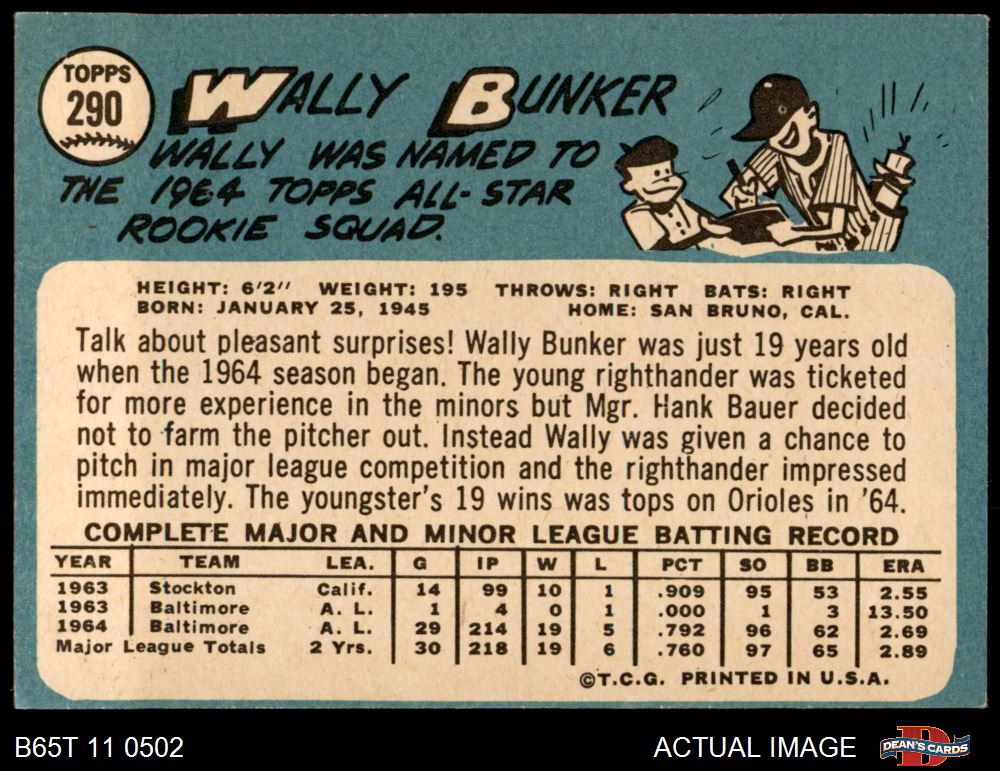 TOPPS
290
WALLY BUNKER
WALLY WAS NAMED TO
THE 1964 TOPPS ALL-STAR
ROOKIE SQUAD.
HEIGHT: 6'2" WEIGHT: 195 THROWS: RIGHT BATS: RIGHT
BORN: JANUARY 25, 1945 HOME: SAN BRUNO, CAL.
Talk about pleasant surprises! Wally Bunker was just 19 years old
when the 1964 season began. The young righthander was ticketed
for more experience in the minors but Mgr. Hank Bauer decided
not to farm the pitcher out. Instead Wally was given a chance to
pitch in major league competition and the righthander impressed
immediately. The youngster's 19 wins was tops on Orioles in '64.
COMPLETE MAJOR AND MINOR LEAGUE BATTING RECORD
YEAR TEAM LEA. G IP W L PCT SO BB ERA
1963 Stockton Calif. 14 99 10 1 .909 95 53 2.55
1963 Baltimore A. L. 1 4 0 1 .000 1 3 13.50
1964 Baltimore A. L. 29 214 19 5 .792 96 62 2.69
Major League Totals 2 Yrs. 30 218 19 6 .760 97 65 2.89
©T.C.G. PRINTED IN U.S.A.
B65T 11 0502 ACTUAL IMAGE DEAN'S CARDS